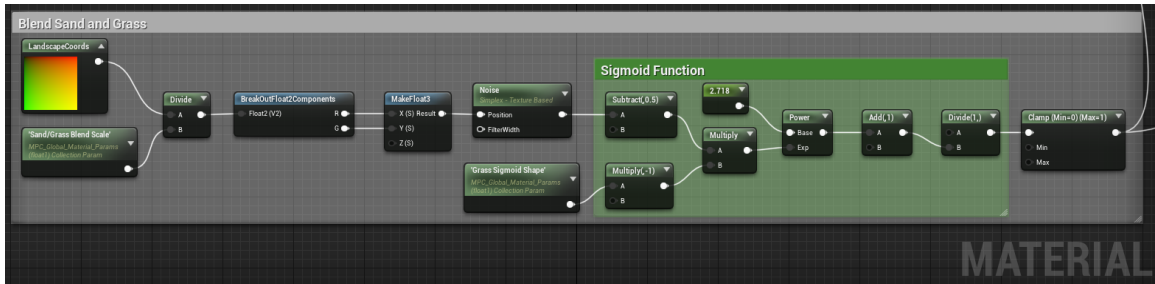 Blend Sand and Grass
LandscapeCoords
Divide
A
B
'Sand/Grass Blend Scale'
MPC_Global_Material_Params
(float1) Collection Param
BreakOutFloat2Components
Float2 (V2)
R
G
MakeFloat3
X (S) Result
Y (S)
Z (S)
Noise
Simplex - Texture Based
Position
FilterWidth
'Grass Sigmoid Shape'
MPC_Global_Material_Params
(float1) Collection Param
Sigmoid Function
Subtract(,0.5)
A
B
Multiply(,-1)
A
B
2.718
Multiply
A
B
Power
Base
Exp
Add(,1)
A
B
Divide(1,)
A
B
Clamp (Min=0) (Max=1)
Min
Max
MATERIAL